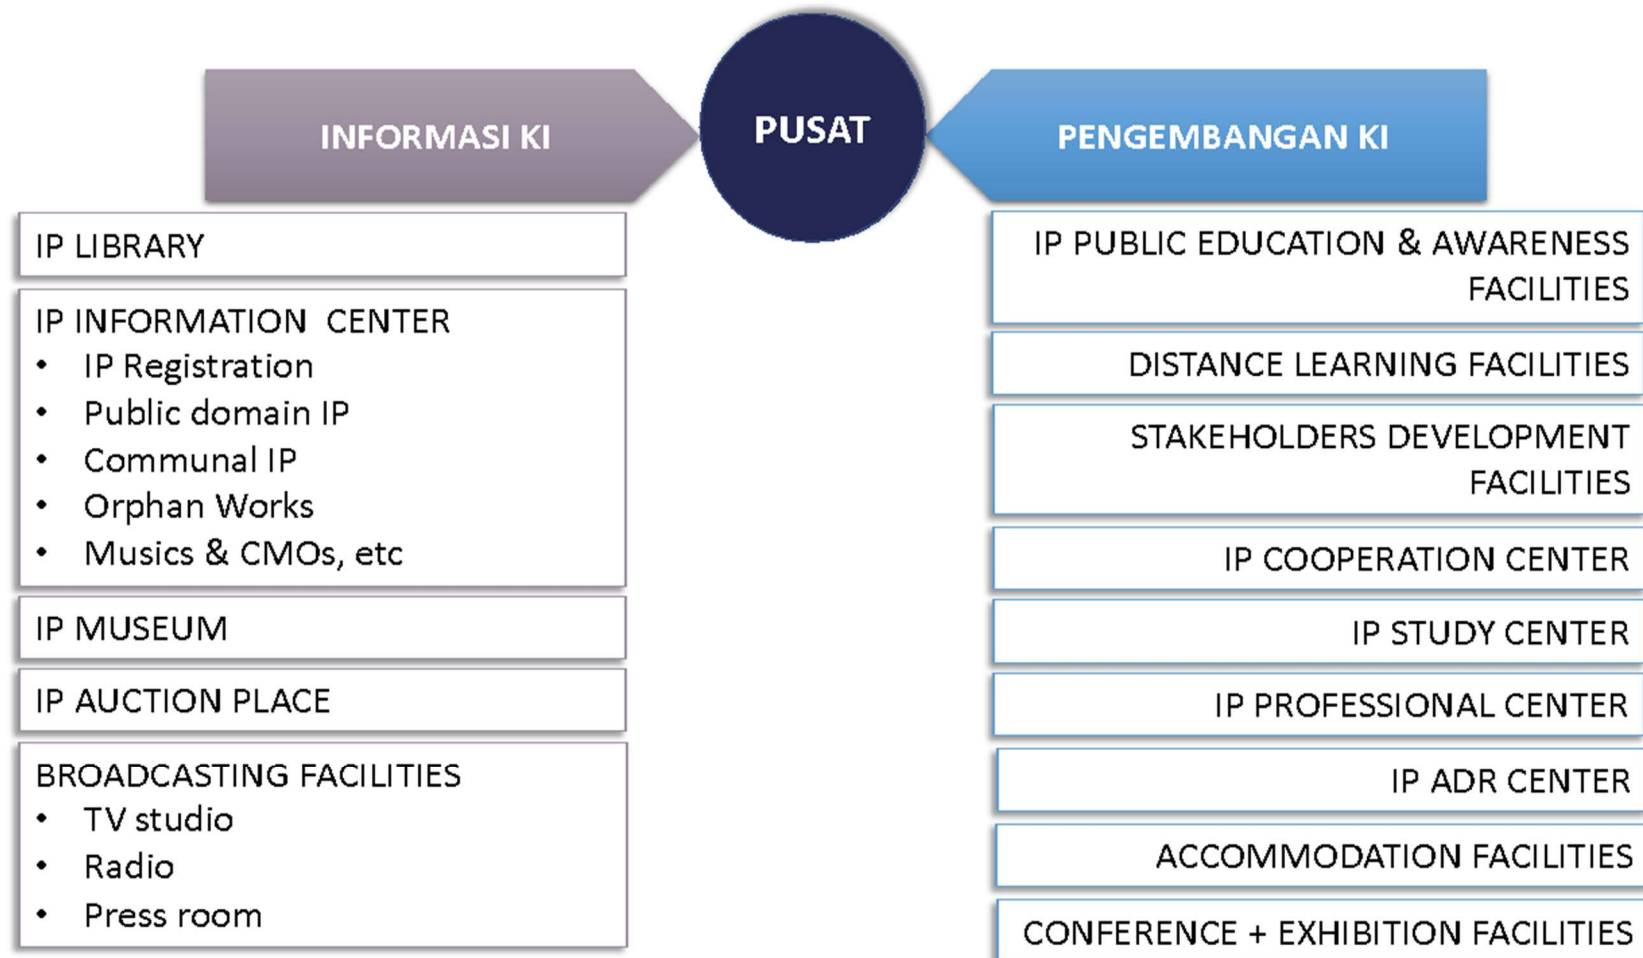 INFORMASI KI
PUSAT
PENGEMBANGAN KI
IP LIBRARY
IP INFORMATION CENTER
• IP Registration
• Public domain IP
• Communal IP
• Orphan Works
• Musics & CMOs, etc
IP MUSEUM
IP AUCTION PLACE
BROADCASTING FACILITIES
• TV studio
• Radio
• Press room
IP PUBLIC EDUCATION & AWARENESS
FACILITIES
DISTANCE LEARNING FACILITIES
STAKEHOLDERS DEVELOPMENT
FACILITIES
IP COOPERATION CENTER
IP STUDY CENTER
IP PROFESSIONAL CENTER
IP ADR CENTER
ACCOMMODATION FACILITIES
CONFERENCE + EXHIBITION FACILITIES